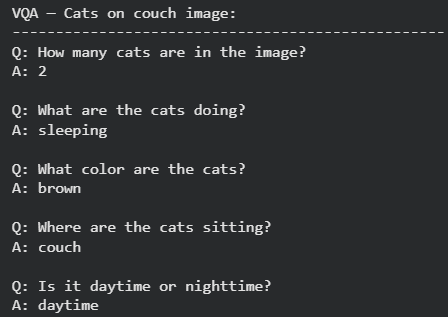 VQA — Cats on couch image:
--------------------------------------------------
Q: How many cats are in the image?
A: 2
Q: What are the cats doing?
A: sleeping
Q: What color are the cats?
A: brown
Q: Where are the cats sitting?
A: couch
Q: Is it daytime or nighttime?
A: daytime